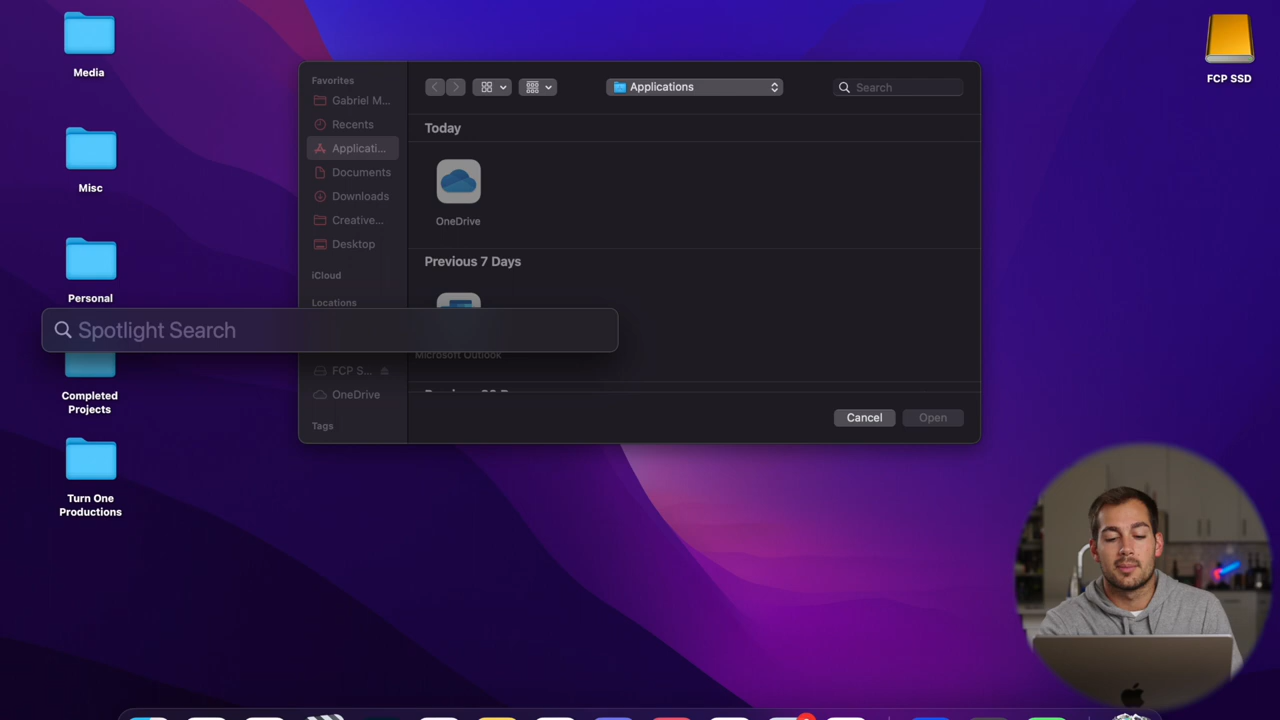 Media
Misc
Personal
Completed
Projects
Turn One
Productions
FCP SSD
Favorites
Gabriel M...
Recents
Applicati...
Documents
Downloads
Creative...
Desktop
iCloud
Locations
FCP S...
OneDrive
Tags
Applications
Search
Today
OneDrive
Previous 7 Days
Microsoft Outlook
Cancel
Open
Spotlight Search